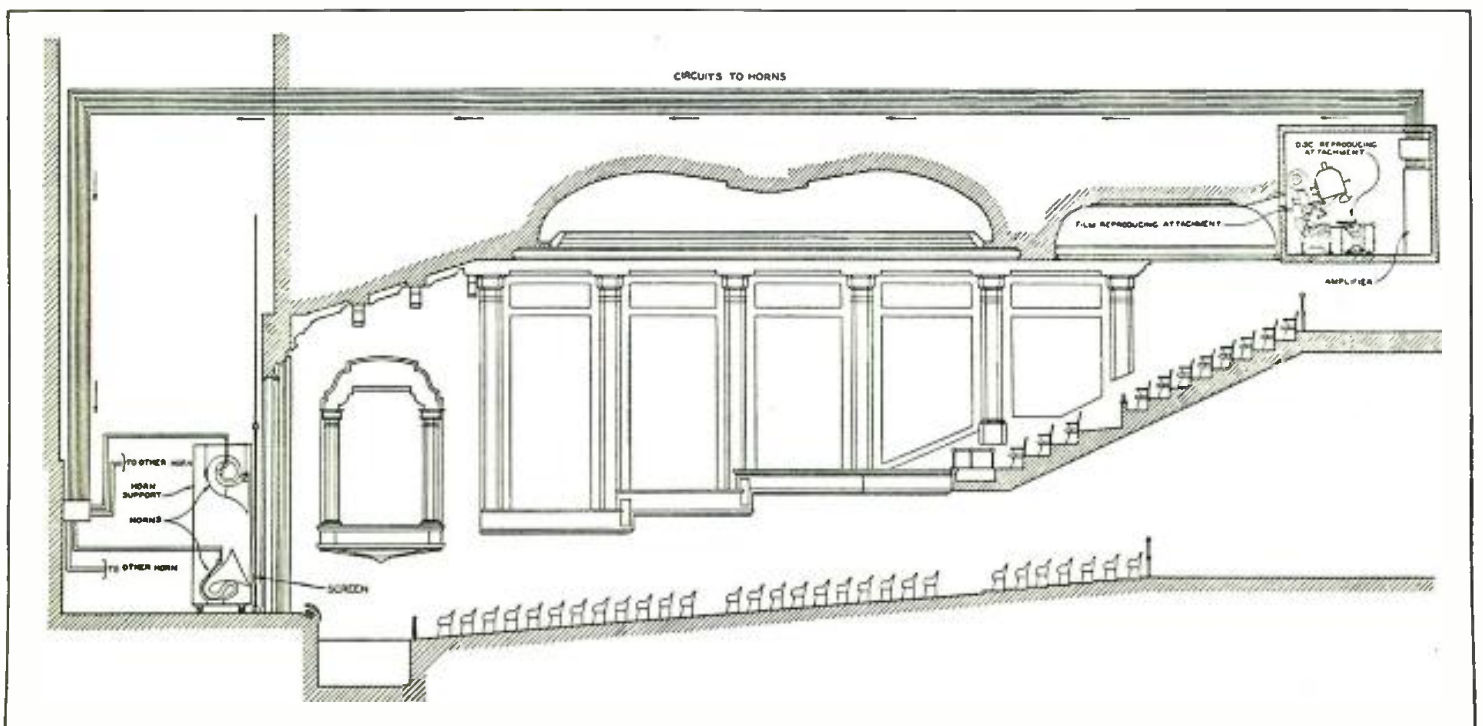 CIRCUITS TO HORNS
DISC REPRODUCING
ATTACHMENT
FILM REPRODUCING ATTACHMENT
AMPLIFIER
TO OTHER HORN
HORN
SUPPORT
HORNS
TO OTHER HORN
SCREEN